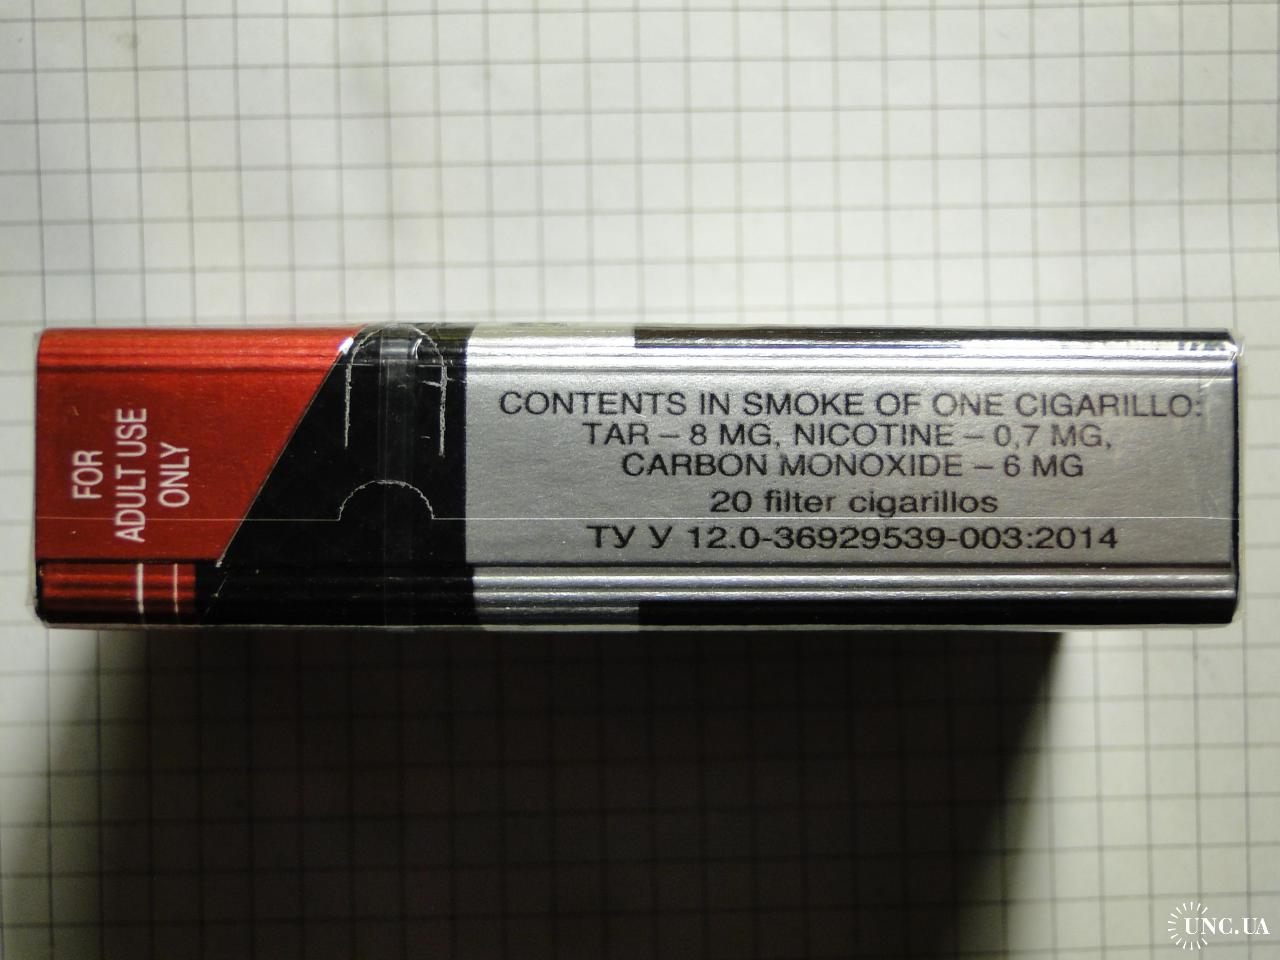 FOR
ADULT USE
ONLY
CONTENTS IN SMOKE OF ONE CIGARILLO:
TAR – 8 MG, NICOTINE – 0,7 MG,
CARBON MONOXIDE – 6 MG
20 filter cigarillos
ТУ У 12.0-36929539-003:2014
UNC.UA